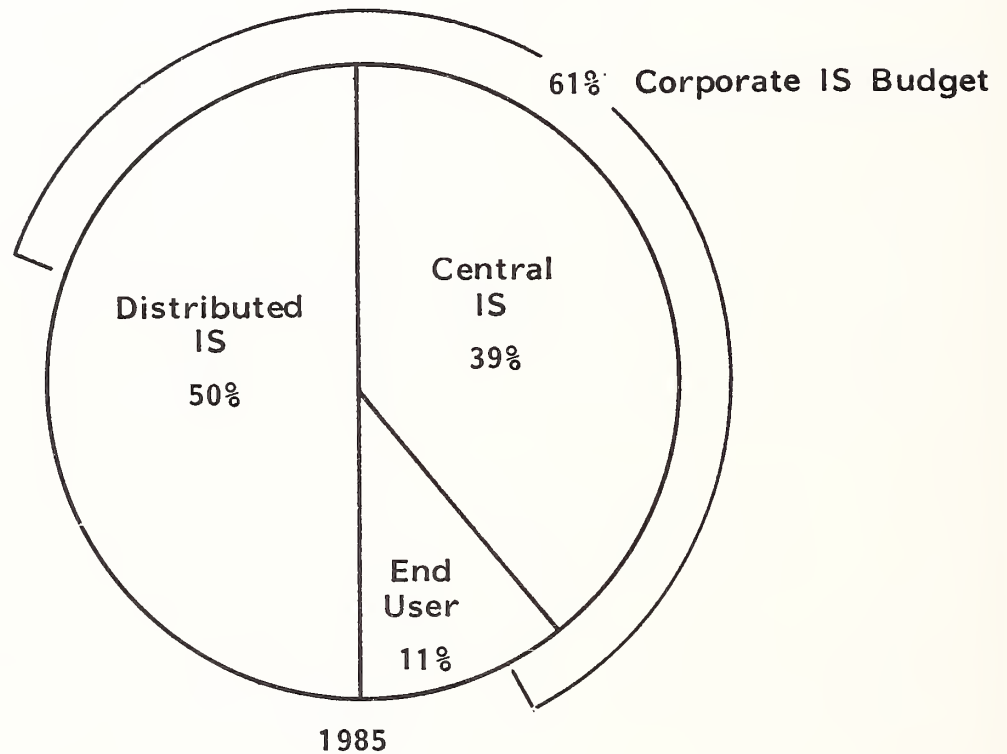 61% Corporate IS Budget
Distributed
IS
50%
Central
IS
39%
End
User
11%
1985